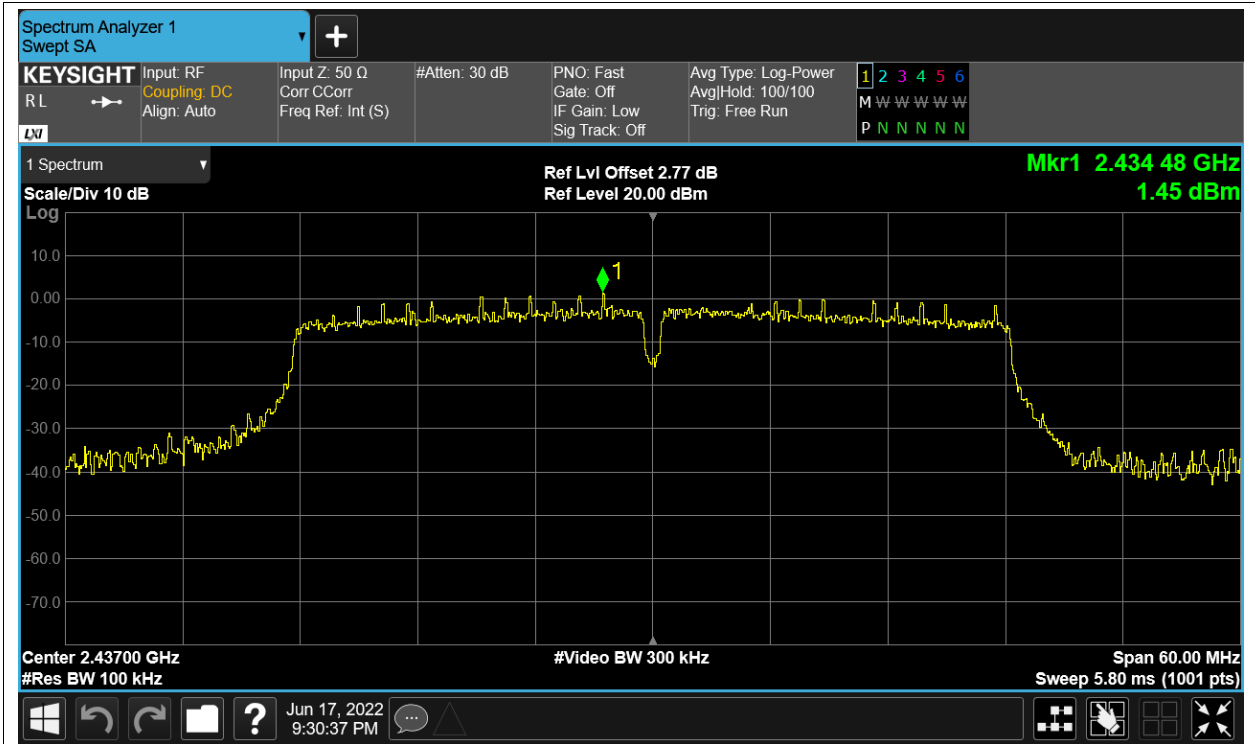 Spectrum Analyzer 1
Swept SA
KEYSIGHT
R L
LXI
Input: RF
Coupling: DC
Align: Auto
Input Z: 50 Ω
Corr CCorr
Freq Ref: Int (S)
#Atten: 30 dB
PNO: Fast
Gate: Off
IF Gain: Low
Sig Track: Off
Avg Type: Log-Power
Avg|Hold: 100/100
Trig: Free Run
1 2 3 4 5 6
M W W W W W
P N N N N N
1 Spectrum
Scale/Div 10 dB
Log
Ref Lvl Offset 2.77 dB
Ref Level 20.00 dBm
Mkr1 2.434 48 GHz
1.45 dBm
1
10.0
0.00
-10.0
-20.0
-30.0
-40.0
-50.0
-60.0
-70.0
Center 2.43700 GHz
#Res BW 100 kHz
#Video BW 300 kHz
Span 60.00 MHz
Sweep 5.80 ms (1001 pts)
?
Jun 17, 2022
9:30:37 PM